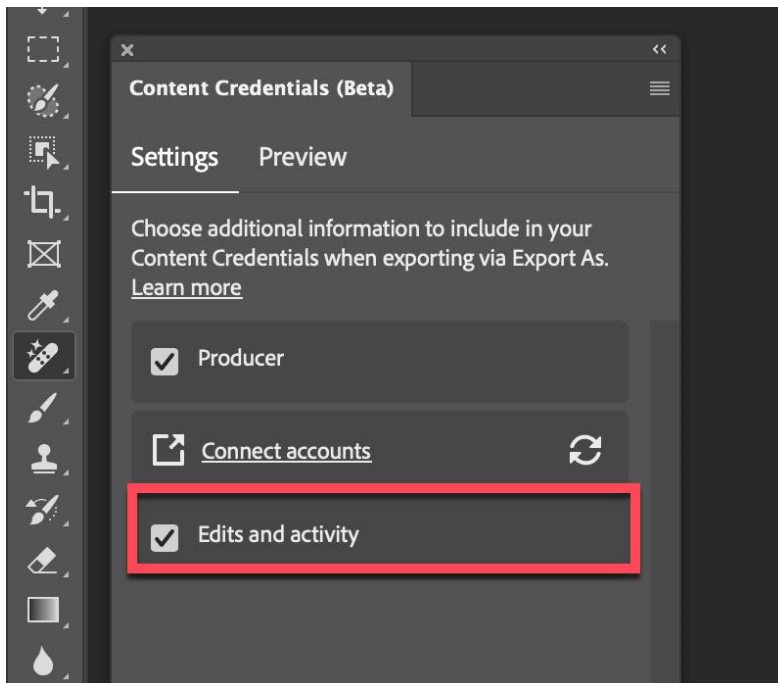 Content Credentials (Beta)
Settings Preview
Choose additional information to include in your
Content Credentials when exporting via Export As.
Learn more
Producer
Connect accounts
Edits and activity